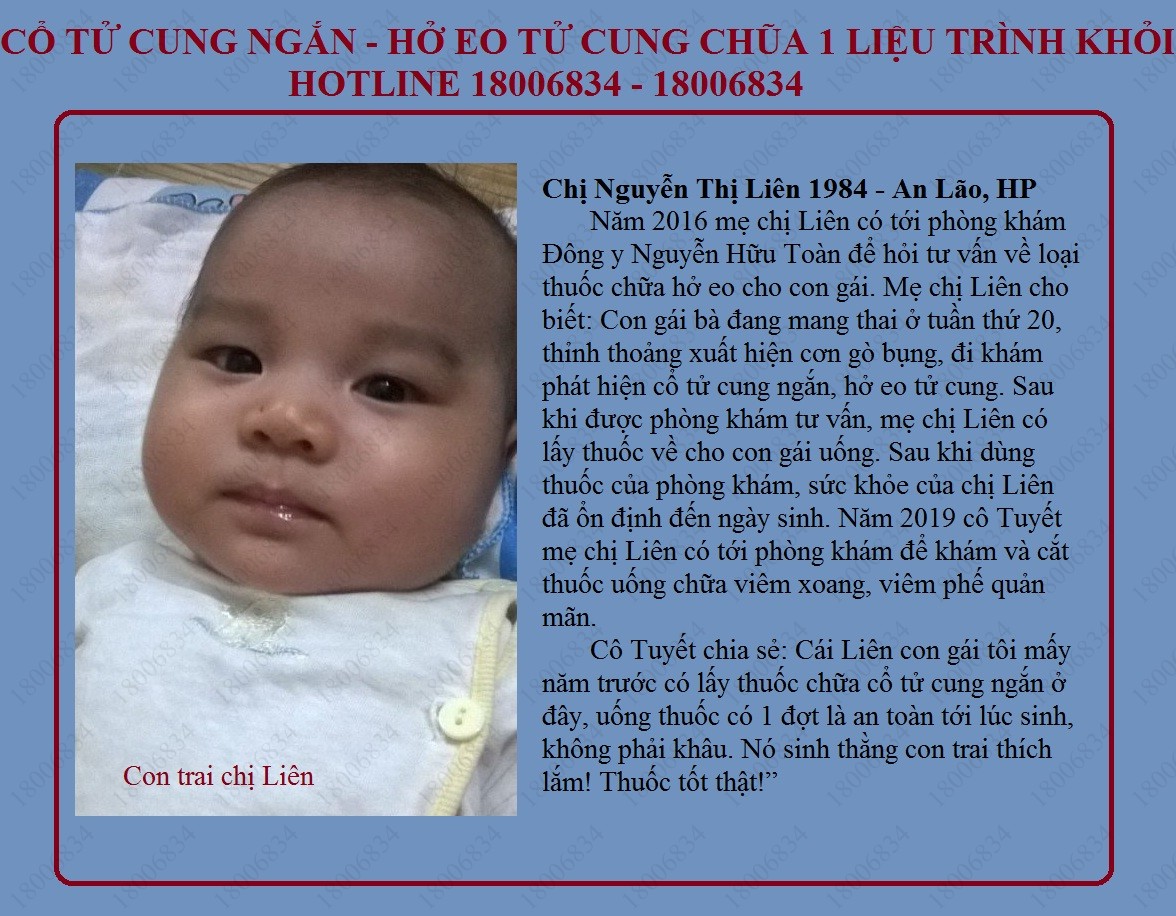 CỔ TỬ CUNG NGẮN - HỞ EO TỬ CUNG CHỮA 1 LIỆU TRÌNH KHỎI
HOTLINE 18006834 - 18006834
Chị Nguyễn Thị Liên 1984 - An Lão, HP
Năm 2016 mẹ chị Liên có tới phòng khám
Đông y Nguyễn Hữu Toàn để hỏi tư vấn về loại
thuốc chữa hở eo cho con gái. Mẹ chị Liên cho
biết: Con gái bà đang mang thai ở tuần thứ 20,
thỉnh thoảng xuất hiện cơn gò bụng, đi khám
phát hiện cổ tử cung ngắn, hở eo tử cung. Sau
khi được phòng khám tư vấn, mẹ chị Liên có
lấy thuốc về cho con gái uống. Sau khi dùng
thuốc của phòng khám, sức khỏe của chị Liên
đã ổn định đến ngày sinh. Năm 2019 cô Tuyết
mẹ chị Liên có tới phòng khám để khám và cắt
thuốc uống chữa viêm xoang, viêm phế quản
mãn.
Cô Tuyết chia sẻ: Cái Liên con gái tôi mấy
năm trước có lấy thuốc chữa cổ tử cung ngắn ở
đây, uống thuốc có 1 đợt là an toàn tới lúc sinh,
không phải khâu. Nó sinh thằng con trai thích
lắm! Thuốc tốt thật!”
Con trai chị Liên
18006834